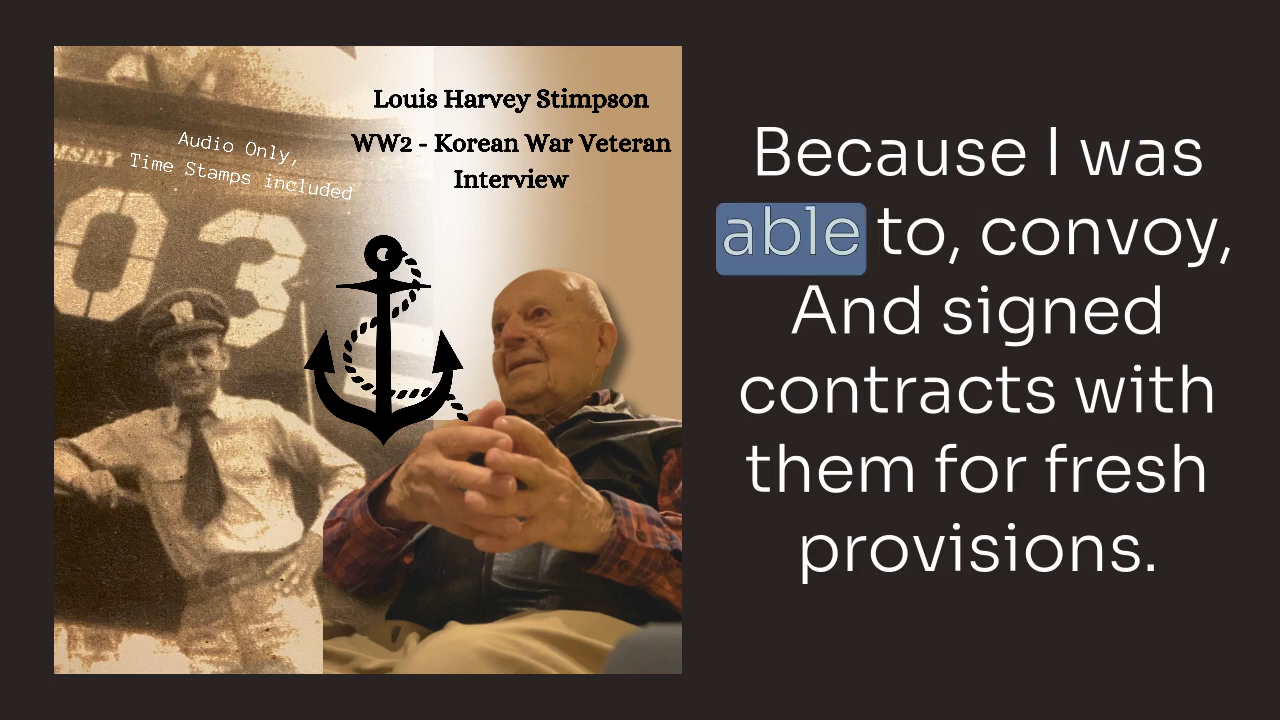 Louis Harvey Stimpson
WW2 - Korean War Veteran
Interview
Audio Only,
Time Stamps included
MSEY
03
Because I was
able to, convoy,
And signed
contracts with
them for fresh
provisions.